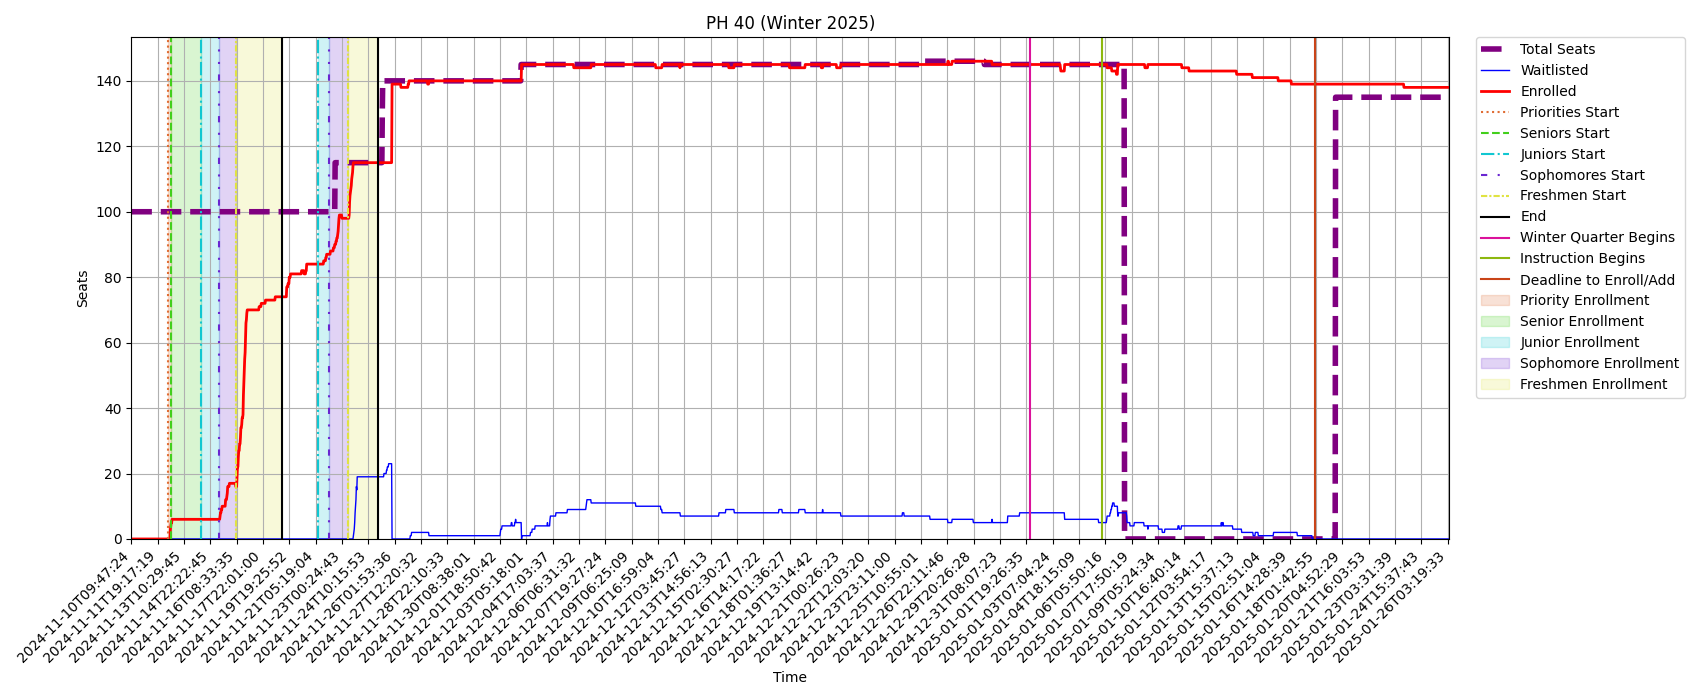 PH 40 (Winter 2025)
Seats
140
120
100
80
60
40
20
0
2024-11-10T09:47:24
2024-11-11T19:17:19
2024-11-13T10:29:45
2024-11-14T22:22:45
2024-11-16T08:33:35
2024-11-17T22:01:00
2024-11-19T19:25:52
2024-11-21T05:19:04
2024-11-23T00:24:43
2024-11-24T10:15:53
2024-11-26T01:53:36
2024-11-27T12:20:32
2024-11-28T22:10:33
2024-11-30T08:38:01
2024-12-01T18:50:42
2024-12-03T05:18:01
2024-12-04T17:03:37
2024-12-06T06:31:32
2024-12-07T19:27:24
2024-12-09T06:25:09
2024-12-10T16:59:04
2024-12-12T03:45:27
2024-12-13T14:56:13
2024-12-15T02:30:27
2024-12-16T14:17:22
2024-12-18T01:36:27
2024-12-19T13:14:42
2024-12-21T00:26:23
2024-12-22T12:03:20
2024-12-23T23:11:00
2024-12-25T10:55:01
2024-12-26T22:11:46
2024-12-29T20:26:28
2024-12-31T08:07:23
2025-01-01T19:26:35
2025-01-03T07:04:24
2025-01-04T18:15:09
2025-01-06T05:50:16
2025-01-07T17:50:19
2025-01-09T05:24:34
2025-01-10T16:40:14
2025-01-12T03:54:17
2025-01-13T15:37:13
2025-01-15T02:51:04
2025-01-16T14:28:39
2025-01-18T01:42:55
2025-01-20T04:52:29
2025-01-21T16:03:53
2025-01-23T03:31:39
2025-01-24T15:37:43
2025-01-26T03:19:33
Time
Total Seats
Waitlisted
Enrolled
Priorities Start
Seniors Start
Juniors Start
Sophomores Start
Freshmen Start
End
Winter Quarter Begins
Instruction Begins
Deadline to Enroll/Add
Priority Enrollment
Senior Enrollment
Junior Enrollment
Sophomore Enrollment
Freshmen Enrollment